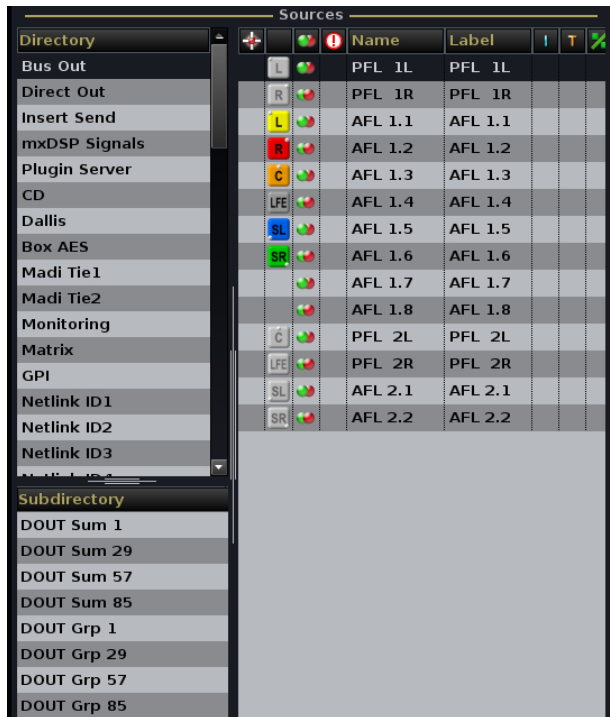 Sources
Directory
Bus Out
Direct Out
Insert Send
mxDSP Signals
Plugin Server
CD
Dallis
Box AES
Madi Tie1
Madi Tie2
Monitoring
Matrix
GPI
Netlink ID1
Netlink ID2
Netlink ID3
Subdirectory
DOUT Sum 1
DOUT Sum 29
DOUT Sum 57
DOUT Sum 85
DOUT Grp 1
DOUT Grp 29
DOUT Grp 57
DOUT Grp 85
Name Label I T
L PFL 1L PFL 1L
R PFL 1R PFL 1R
L AFL 1.1 AFL 1.1
R AFL 1.2 AFL 1.2
C AFL 1.3 AFL 1.3
LFE AFL 1.4 AFL 1.4
SL AFL 1.5 AFL 1.5
SR AFL 1.6 AFL 1.6
AFL 1.7 AFL 1.7
AFL 1.8 AFL 1.8
C PFL 2L PFL 2L
LFE PFL 2R PFL 2R
SL AFL 2.1 AFL 2.1
SR AFL 2.2 AFL 2.2